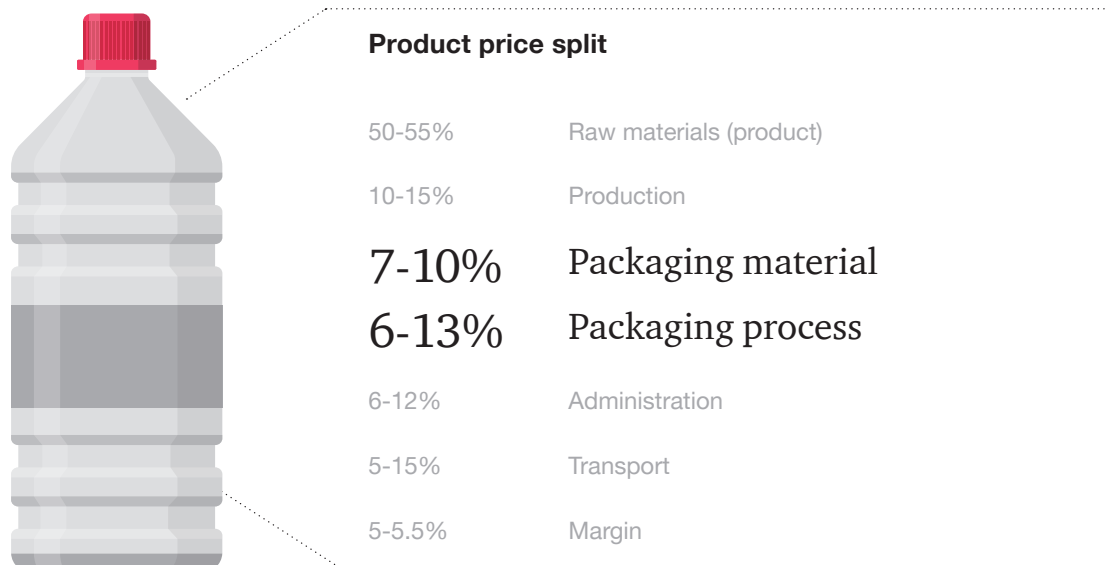 Product price split
50-55% Raw materials (product)
10-15% Production
7-10% Packaging material
6-13% Packaging process
6-12% Administration
5-15% Transport
5-5.5% Margin